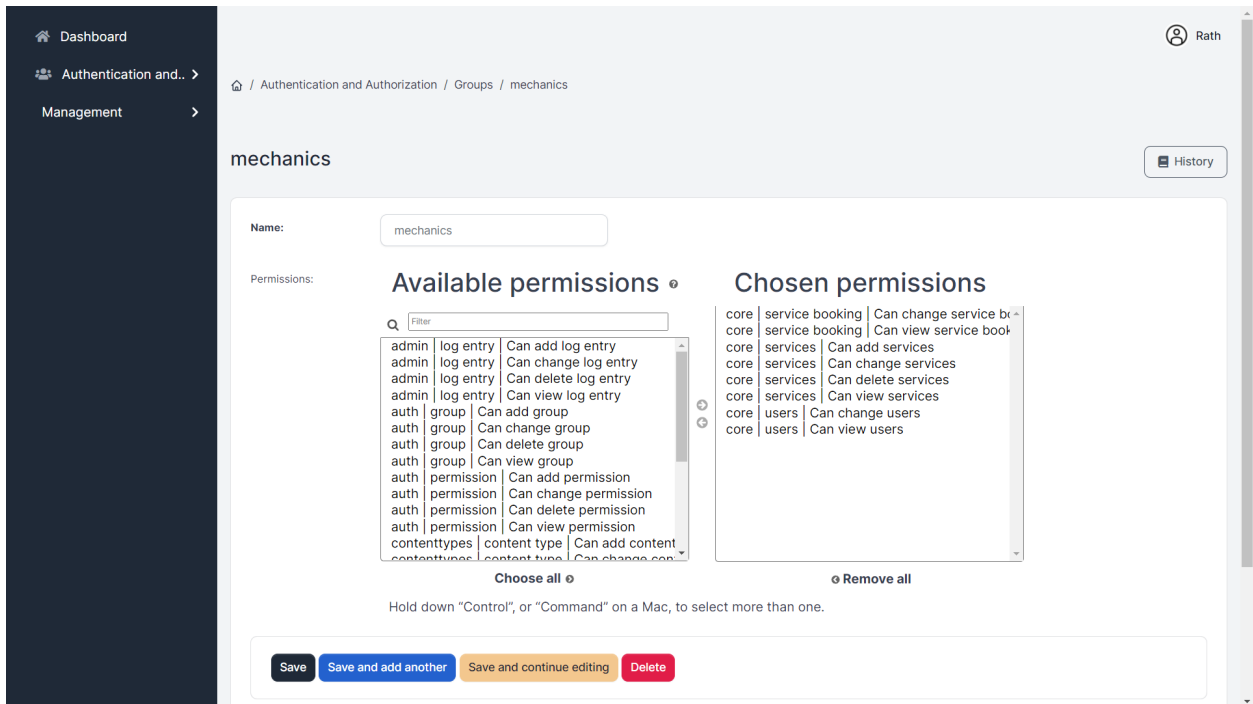 Dashboard
Authentication and..
Management
Rath
/ Authentication and Authorization / Groups / mechanics
mechanics
History
Name:
mechanics
Permissions:
Available permissions
Filter
admin | log entry | Can add log entry
admin | log entry | Can change log entry
admin | log entry | Can delete log entry
admin | log entry | Can view log entry
auth | group | Can add group
auth | group | Can change group
auth | group | Can delete group
auth | group | Can view group
auth | permission | Can add permission
auth | permission | Can change permission
auth | permission | Can delete permission
auth | permission | Can view permission
contenttypes | content type | Can add content
contenttypes | content type | Can change con
Choose all
Chosen permissions
core | service booking | Can change service bo
core | service booking | Can view service book
core | services | Can add services
core | services | Can change services
core | services | Can delete services
core | services | Can view services
core | users | Can change users
core | users | Can view users
Remove all
Hold down “Control”, or “Command” on a Mac, to select more than one.
Save
Save and add another
Save and continue editing
Delete